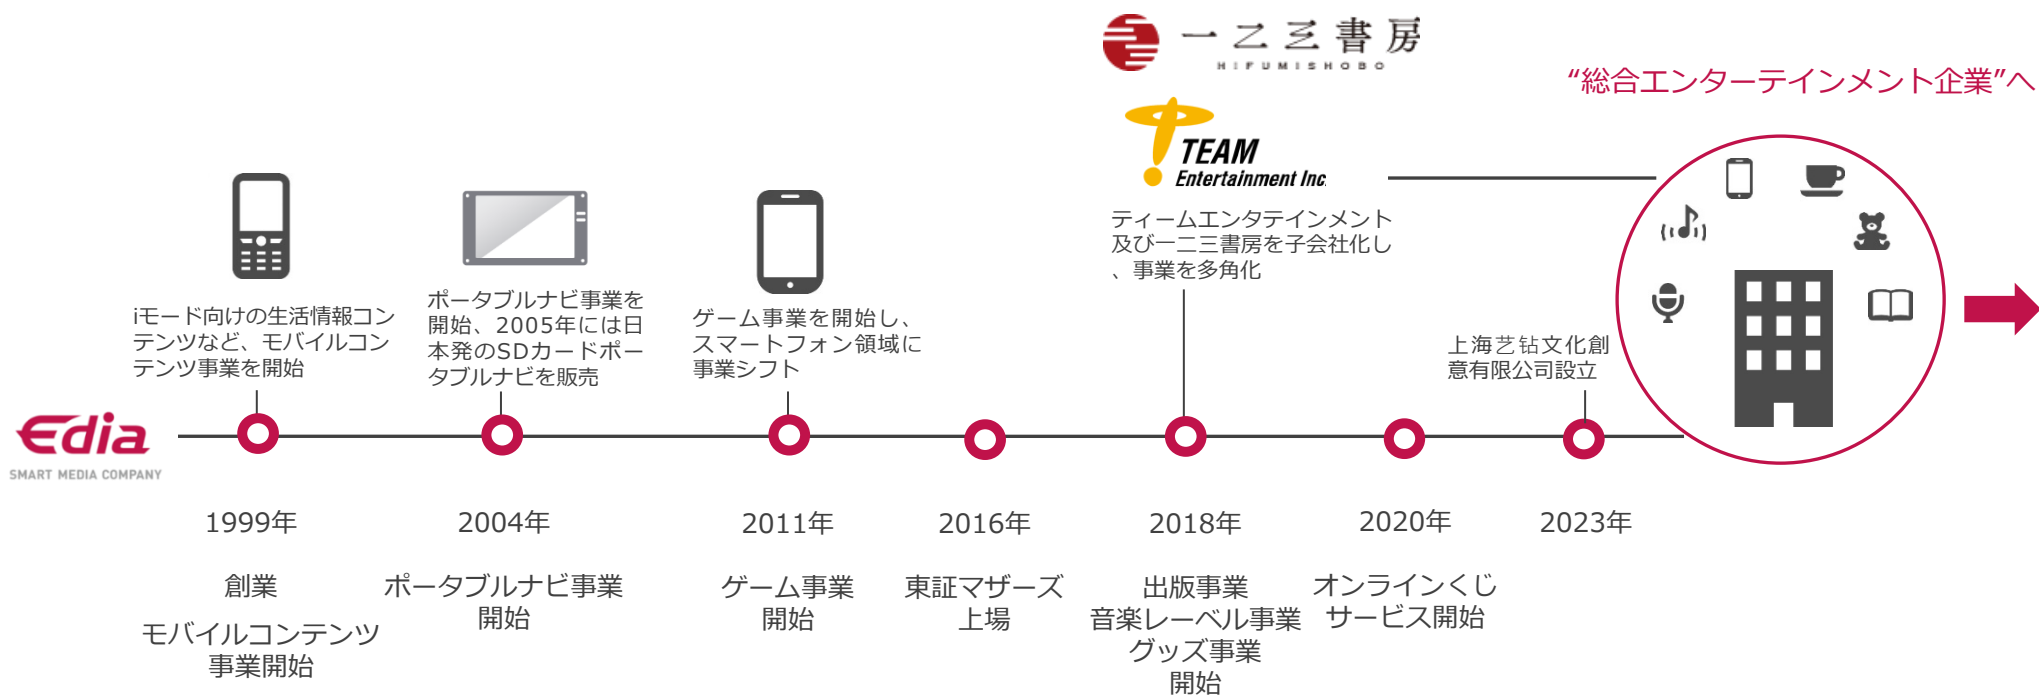 一二三書房
HIFUMISHOBO
“総合エンターテインメント企業”へ
TEAM
Entertainment Inc.
ティームエンタテインメント
及び一二三書房を子会社化し
、事業を多角化
iモード向けの生活情報コン
テンツなど、モバイルコン
テンツ事業を開始
ポータブルナビ事業を
開始、2005年には日
本発のSDカードポー
タブルナビを販売
ゲーム事業を開始し、
スマートフォン領域に
事業シフト
上海艺钻文化創
意有限公司設立
Edia
SMART MEDIA COMPANY
1999年
創業
モバイルコンテンツ
事業開始
2004年
ポータブルナビ事業
開始
2011年
ゲーム事業
開始
2016年
東証マザーズ
上場
2018年
出版事業
音楽レーベル事業
グッズ事業
開始
2020年
オンラインくじ
サービス開始
2023年